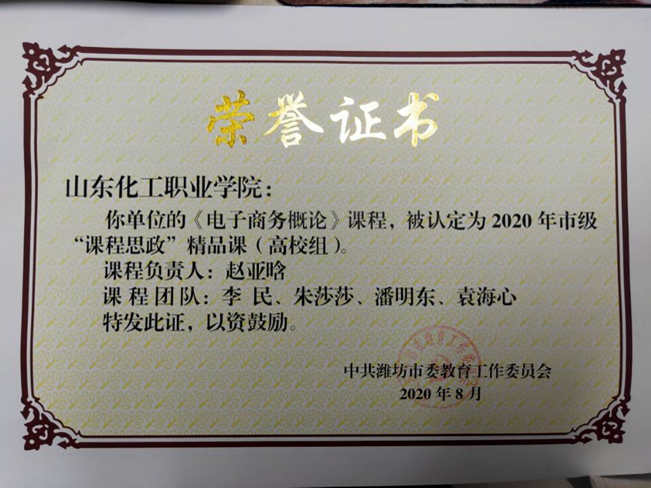 荣誉证书
山东化工职业学院：
你单位的《电子商务概论》课程，被认定为2020年市级
“课程思政”精品课（高校组）。
课程负责人：赵亚晗
课程团队：李 民、朱莎莎、潘明东、袁海心
特发此证，以资鼓励。
中共潍坊市委教育工作委员会
2020年8月